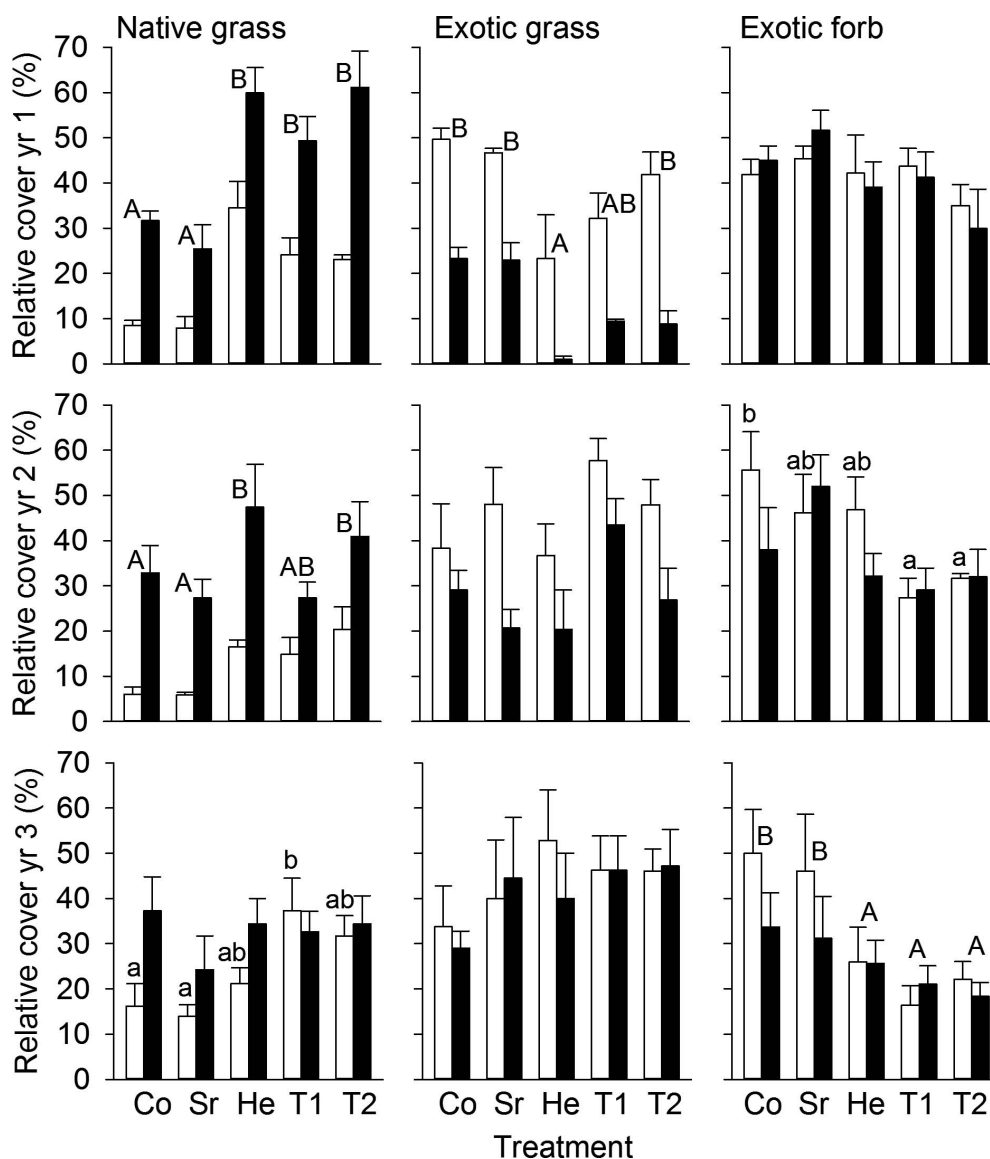 Native grass Exotic grass Exotic forb
Relative cover yr 1 (%)
70
60
50
40
30
20
10
0
A A B B B
B B A AB B
Relative cover yr 2 (%)
70
60
50
40
30
20
10
0
A A B AB B
b ab ab a a
Relative cover yr 3 (%)
70
60
50
40
30
20
10
0
a a ab b ab
B B A A A
Co Sr He T1 T2 Co Sr He T1 T2 Co Sr He T1 T2
Treatment